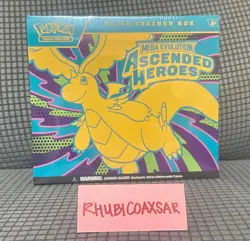 ELITE TRAINER BOX
POKÉMON
MEGA EVOLUTION
ASCENDED HEROES
WARNING:
RHUBICOAXSAR